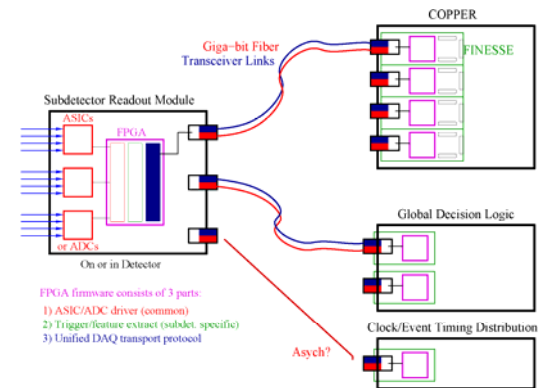 COPPER
Giga-bit Fiber
Transceiver Links
FINESSE
Subdetector Readout Module
ASICs
FPGA
or ADCs
On or in Detector
Global Decision Logic
FPGA firmware consists of 3 parts:
1) ASIC/ADC driver (common)
2) Trigger/feature extract (subdet. specific)
3) Unified DAQ transport protocol
Clock/Event Timing Distribution
Asych?